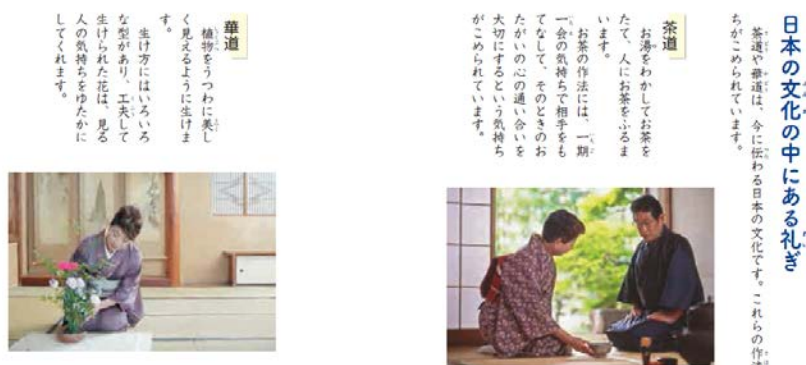 日本の文化の中にある礼ぎ
茶道や華道は、今に伝わる日本の文化です。これらの作法
ちがこめられています。
茶道
お湯をわかしてお茶を
たて、人にお茶をふるま
います。
お茶の作法には、一期
一会の気持ちで相手をも
てなして、そのときのお
たがいの心の通い合いを
大切にするという気持ち
がこめられています。
華道
植物をうつわに美し
く見えるように生けま
す。
生け方にはいろいろ
な型があり、工夫して
生けられた花は、見る
人の気持ちをゆたかに
してくれます。